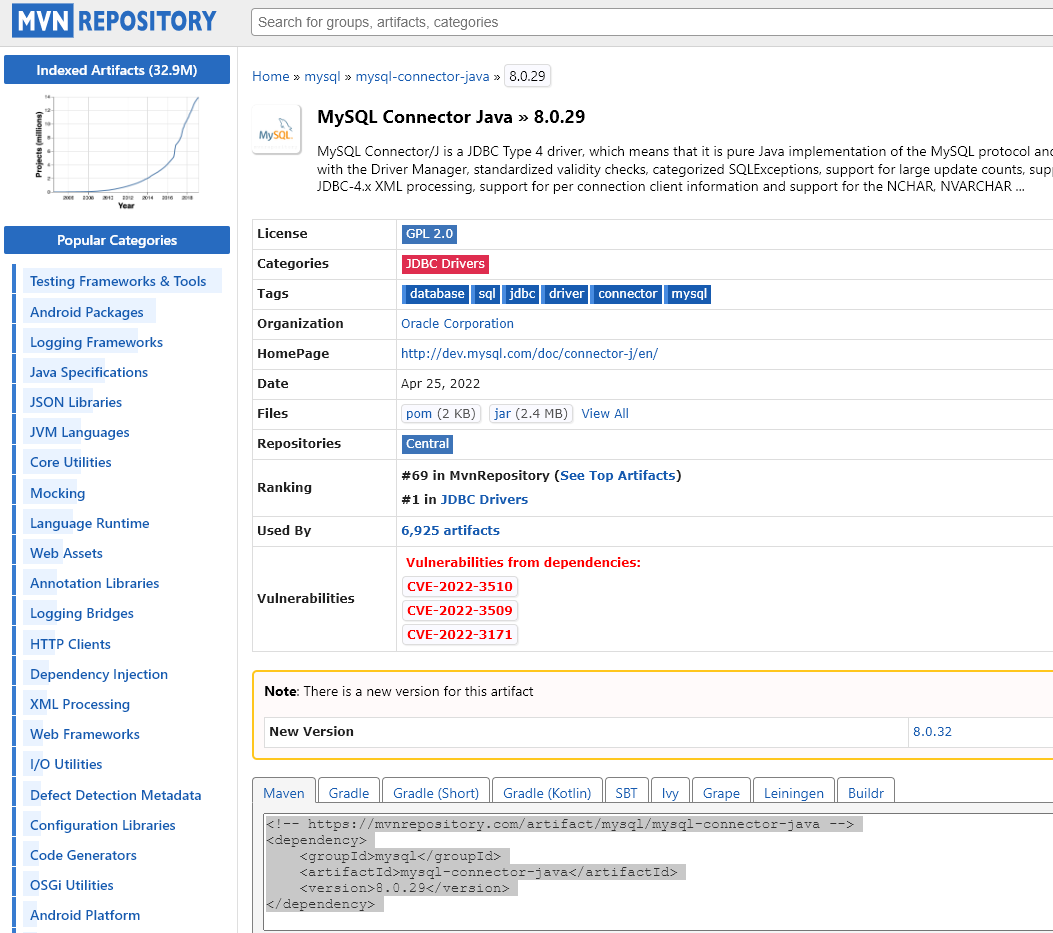 MVN REPOSITORY
Search for groups, artifacts, categories
Indexed Artifacts (32.9M)
Projects (millions)
Year
Popular Categories
Testing Frameworks & Tools
Android Packages
Logging Frameworks
Java Specifications
JSON Libraries
JVM Languages
Core Utilities
Mocking
Language Runtime
Web Assets
Annotation Libraries
Logging Bridges
HTTP Clients
Dependency Injection
XML Processing
Web Frameworks
I/O Utilities
Defect Detection Metadata
Configuration Libraries
Code Generators
OSGi Utilities
Android Platform
Home » mysql » mysql-connector-java » 8.0.29
MySQL
MySQL Connector Java » 8.0.29
MySQL Connector/J is a JDBC Type 4 driver, which means that it is pure Java implementation of the MySQL protocol and
with the Driver Manager, standardized validity checks, categorized SQLExceptions, support for large update counts, sup
JDBC-4.x XML processing, support for per connection client information and support for the NCHAR, NVARCHAR ...
License GPL 2.0
Categories JDBC Drivers
Tags database sql jdbc driver connector mysql
Organization Oracle Corporation
HomePage http://dev.mysql.com/doc/connector-j/en/
Date Apr 25, 2022
Files pom (2 KB) jar (2.4 MB) View All
Repositories Central
Ranking #69 in MvnRepository (See Top Artifacts)
#1 in JDBC Drivers
Used By 6,925 artifacts
Vulnerabilities Vulnerabilities from dependencies:
CVE-2022-3510
CVE-2022-3509
CVE-2022-3171
Note: There is a new version for this artifact
New Version 8.0.32
Maven Gradle Gradle (Short) Gradle (Kotlin) SBT Ivy Grape Leiningen Buildr
<!-- https://mvnrepository.com/artifact/mysql/mysql-connector-java -->
<dependency>
    <groupId>mysql</groupId>
    <artifactId>mysql-connector-java</artifactId>
    <version>8.0.29</version>
</dependency>